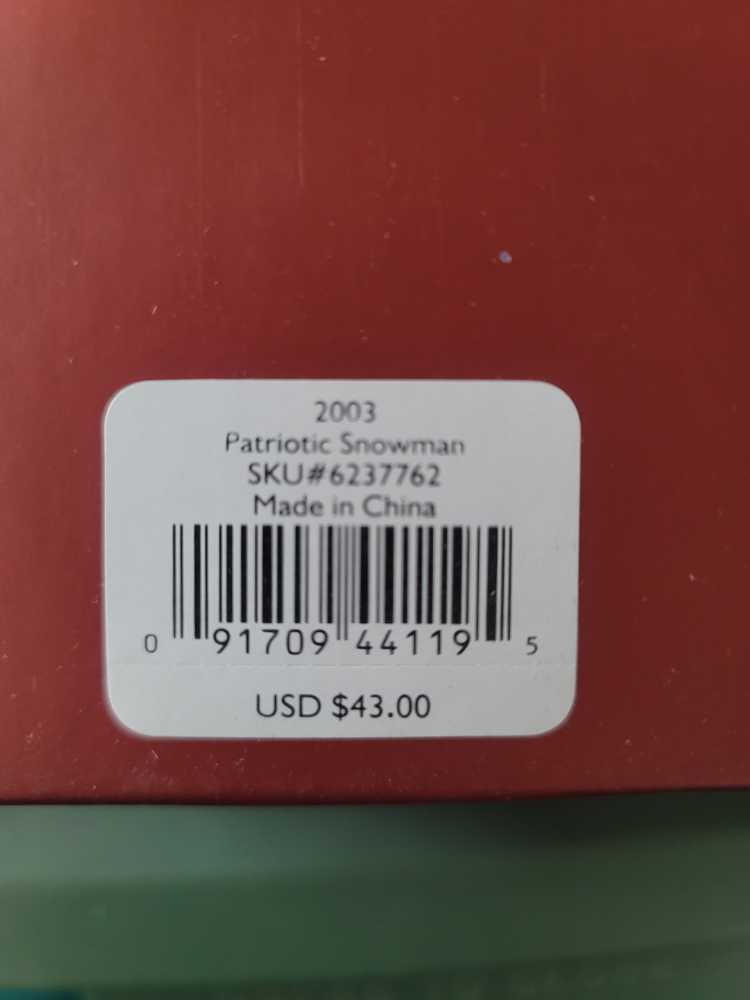 2003
Patriotic Snowman
SKU#6237762
Made in China
0 91709 44119 5
USD $43.00